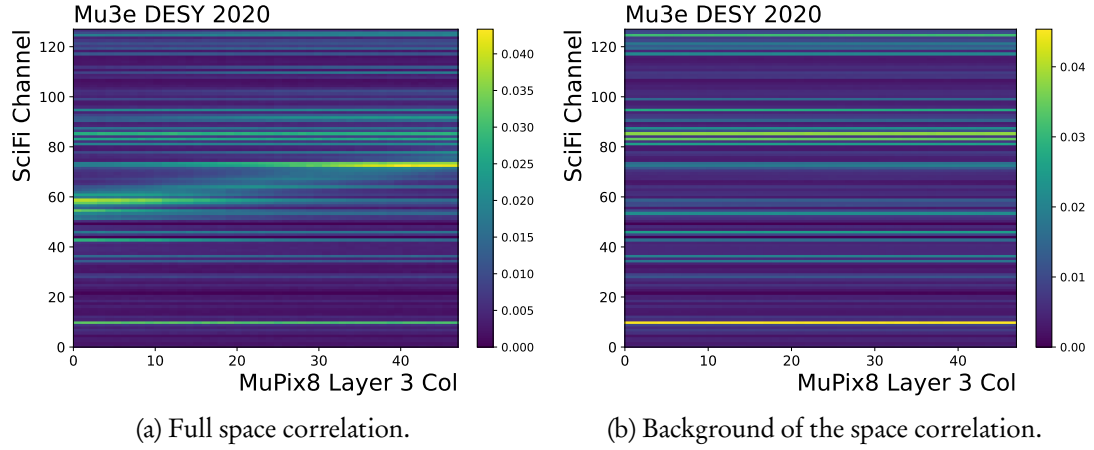 Mu3e DESY 2020
SciFi Channel
120
100
80
60
40
20
0
0 10 20 30 40
MuPix8 Layer 3 Col
0.040
0.035
0.030
0.025
0.020
0.015
0.010
0.005
0.000
(a) Full space correlation.
Mu3e DESY 2020
SciFi Channel
120
100
80
60
40
20
0
0 10 20 30 40
MuPix8 Layer 3 Col
0.04
0.03
0.02
0.01
0.00
(b) Background of the space correlation.